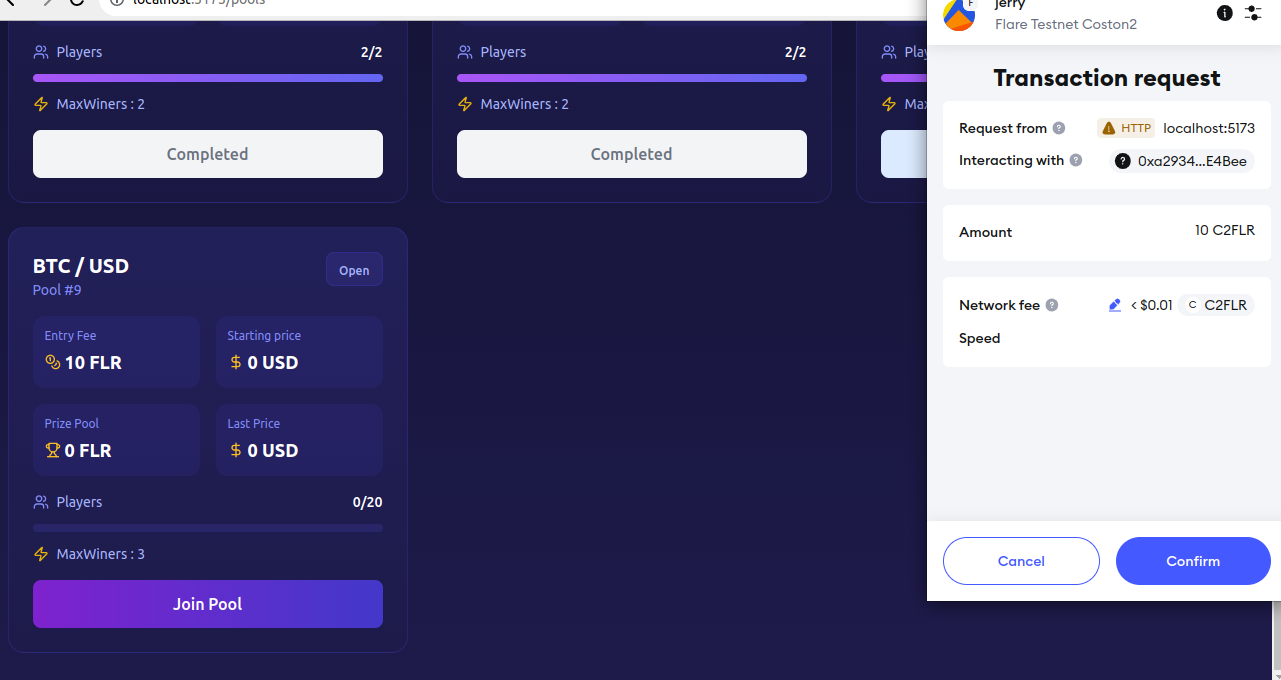 localhost:5173/pools
Players 2/2
MaxWiners : 2
Completed
Players 2/2
MaxWiners : 2
Completed
BTC / USD
Open
Pool #9
Entry Fee
10 FLR
Starting price
$ 0 USD
Prize Pool
0 FLR
Last Price
$ 0 USD
Players 0/20
MaxWiners : 3
Join Pool
jerry
F
Flare Testnet Coston2
Transaction request
Request from ? HTTP localhost:5173
Interacting with ? ? 0xa2934...E4Bee
Amount 10 C2FLR
Network fee ? < $0.01 C C2FLR
Speed
Cancel
Confirm